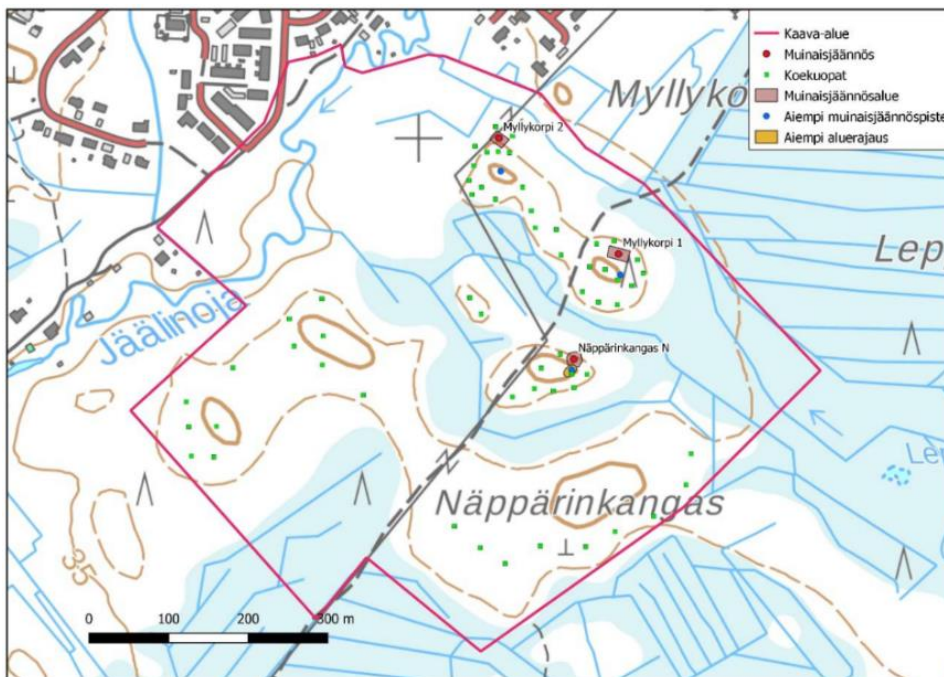 Kaava-alue
Muinaisjäännös
Koekuopat
Muinaisjäännösalue
Aiempi muinaisjäännöspiste
Aiempi aluerajaus
Myllyko
Myllykorpi 2
Myllykorpi 1
Lepp
Jäälinoja
Näppärinkangas N
Näppärinkangas
Le
35
0 100 200 300 m